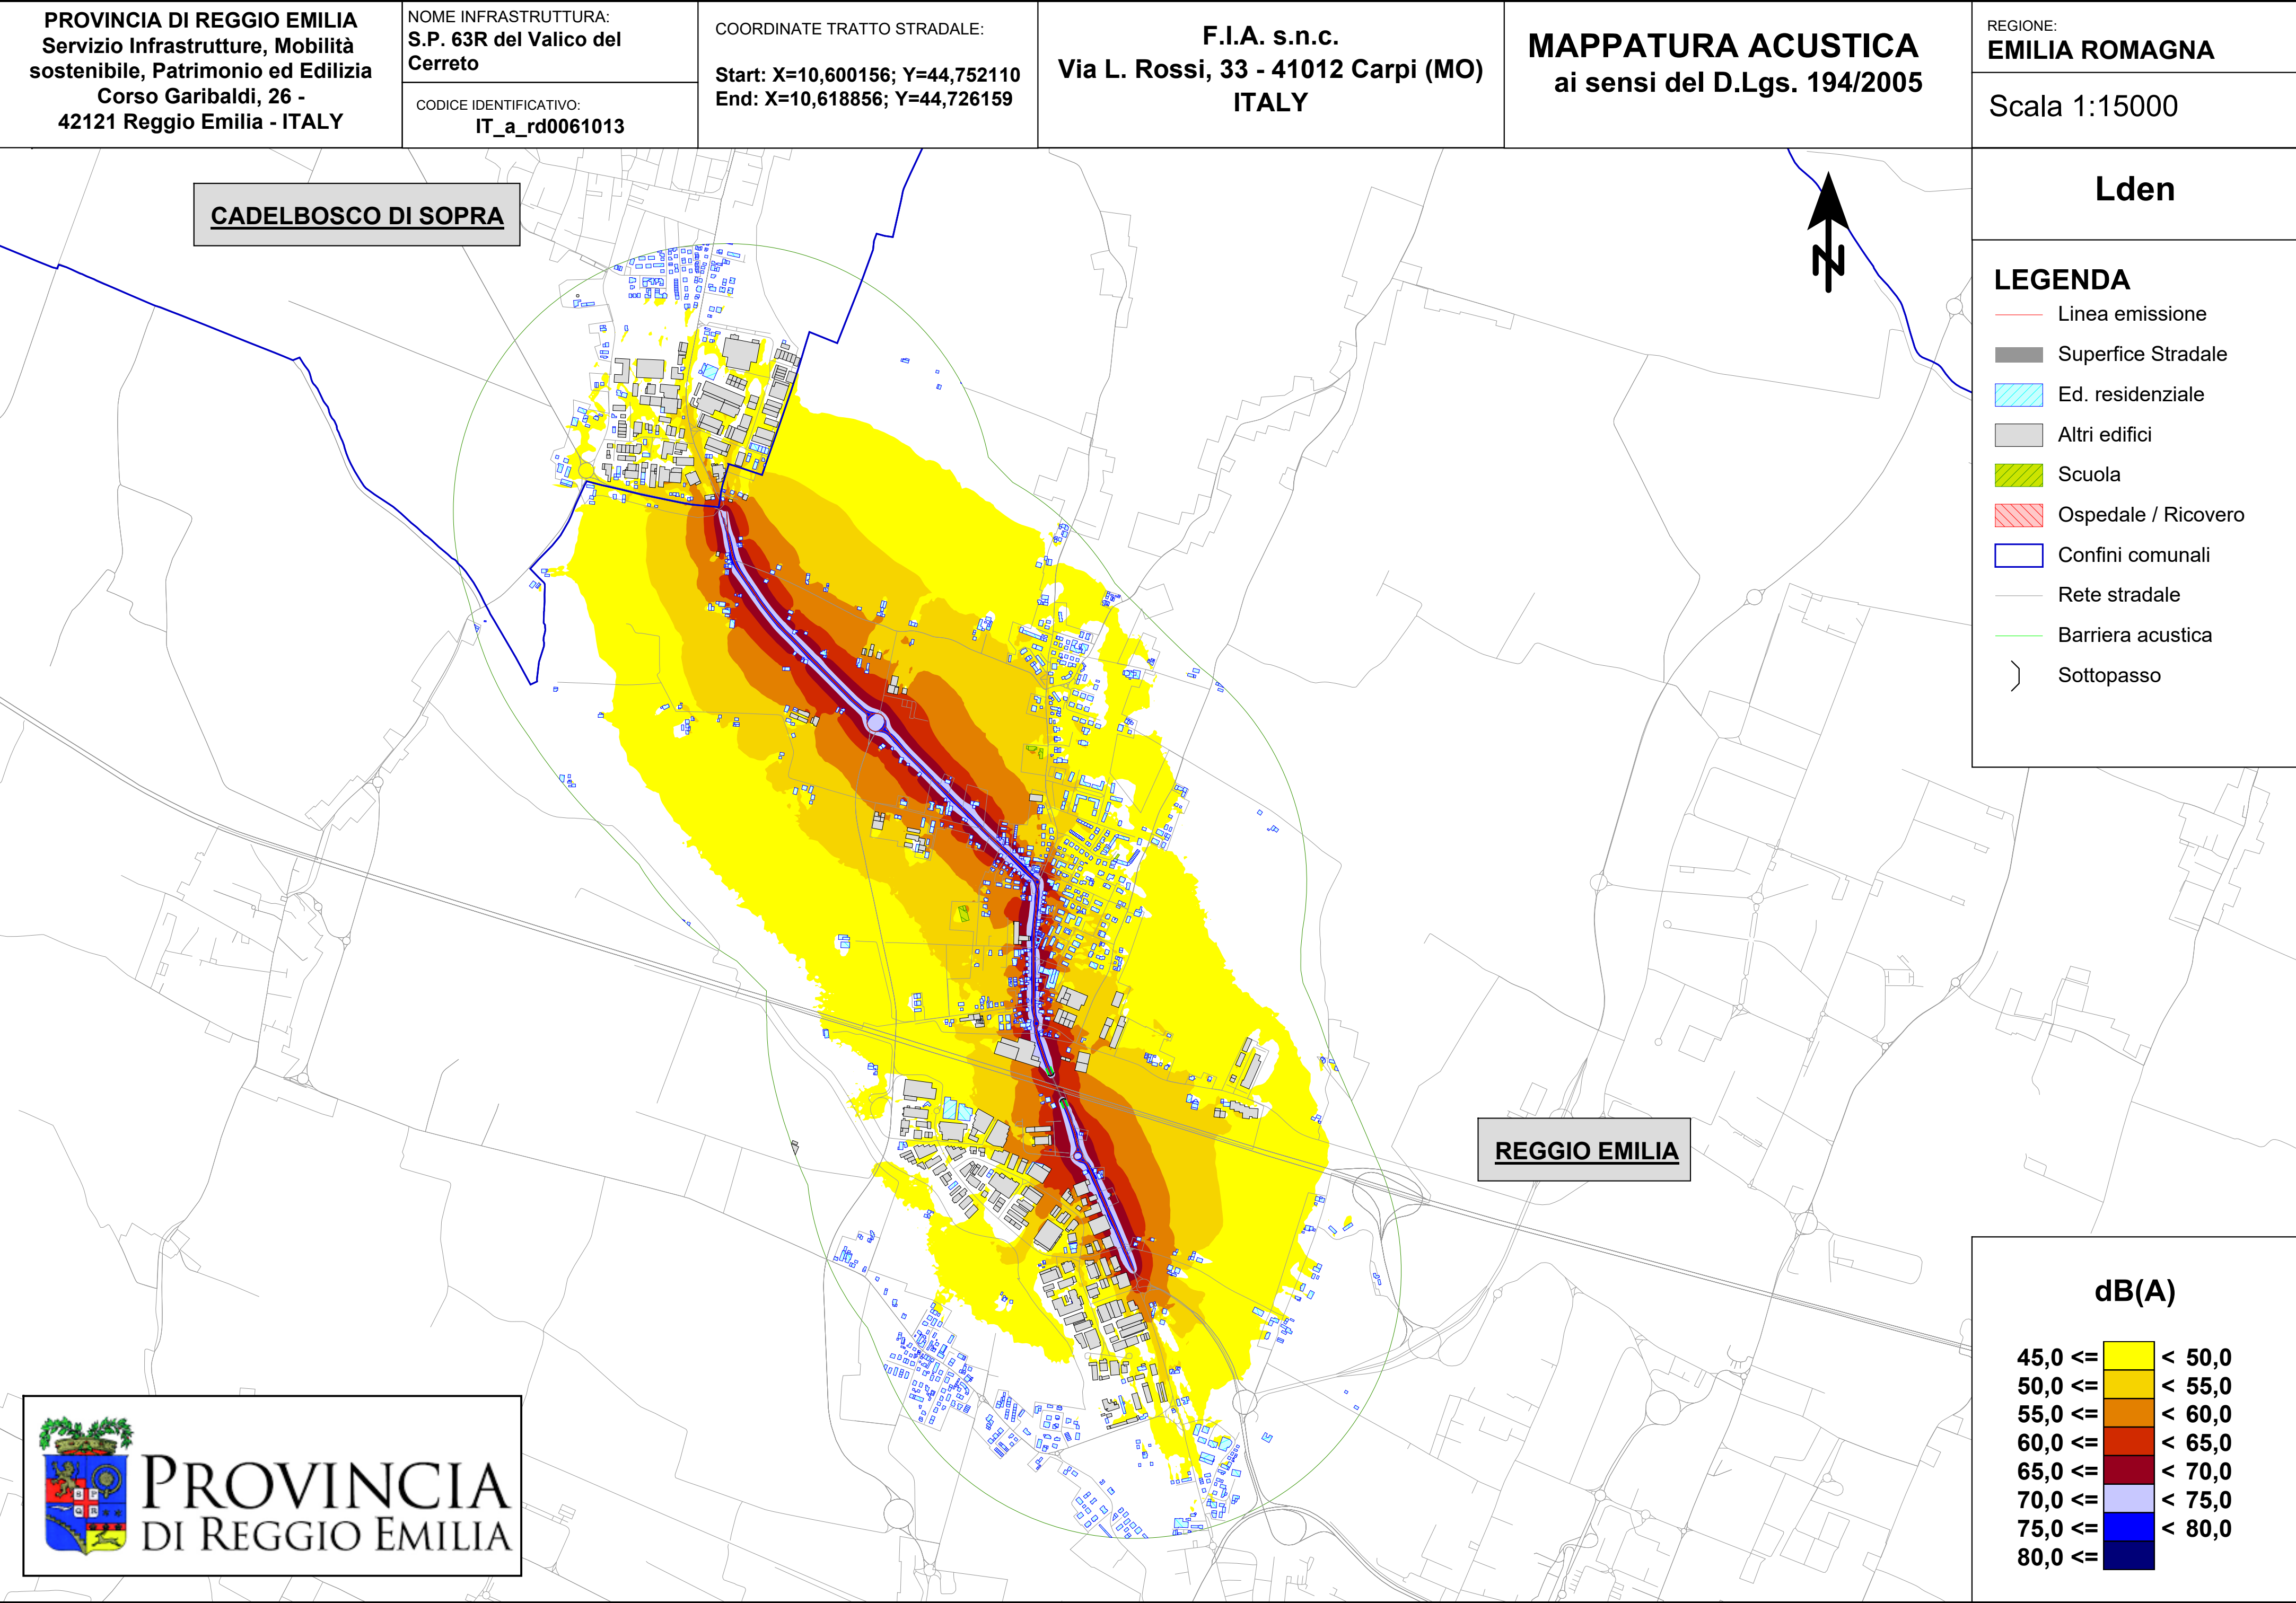 PROVINCIA DI REGGIO EMILIA
Servizio Infrastrutture, Mobilità
sostenibile, Patrimonio ed Edilizia
Corso Garibaldi, 26 -
42121 Reggio Emilia - ITALY
NOME INFRASTRUTTURA:
S.P. 63R del Valico del
Cerreto
CODICE IDENTIFICATIVO:
IT_a_rd0061013
COORDINATE TRATTO STRADALE:
Start: X=10,600156; Y=44,752110
End: X=10,618856; Y=44,726159
F.I.A. s.n.c.
Via L. Rossi, 33 - 41012 Carpi (MO)
ITALY
MAPPATURA ACUSTICA
ai sensi del D.Lgs. 194/2005
REGIONE:
EMILIA ROMAGNA
Scala 1:15000
CADELBOSCO DI SOPRA
N
Lden
LEGENDA
Linea emissione
Superfice Stradale
Ed. residenziale
Altri edifici
Scuola
Ospedale / Ricovero
Confini comunali
Rete stradale
Barriera acustica
Sottopasso
REGGIO EMILIA
dB(A)
45,0 <= < 50,0
50,0 <= < 55,0
55,0 <= < 60,0
60,0 <= < 65,0
65,0 <= < 70,0
70,0 <= < 75,0
75,0 <= < 80,0
80,0 <=
S P
Q R
PROVINCIA
DI REGGIO EMILIA